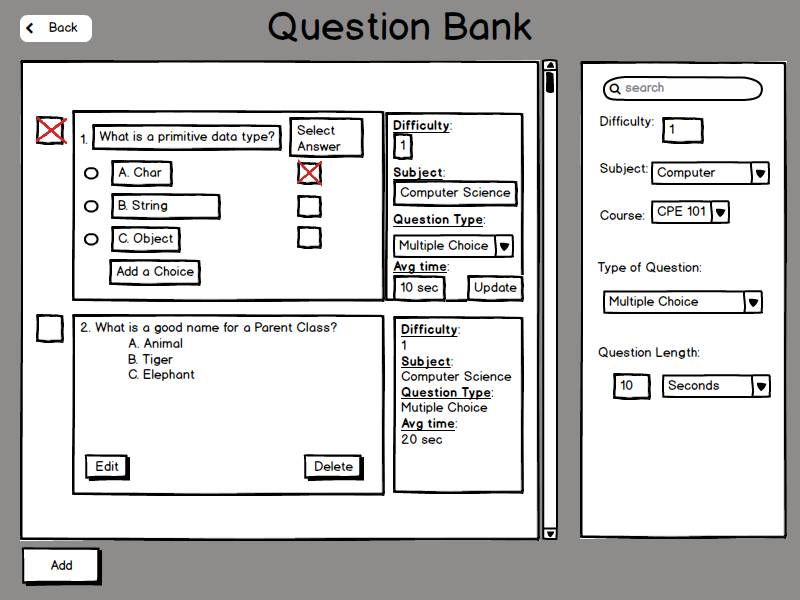 Back
Question Bank
1.
What is a primitive data type?
Select
Answer
A. Char
B. String
C. Object
Add a Choice
Difficulty:
1
Subject:
Computer Science
Question Type:
Multiple Choice
Avg time:
10 sec
Update
2. What is a good name for a Parent Class?
A. Animal
B. Tiger
C. Elephant
Edit
Delete
Difficulty:
1
Subject:
Computer Science
Question Type:
Mutiple Choice
Avg time:
20 sec
search
Difficulty:
1
Subject:
Computer
Course:
CPE 101
Type of Question:
Multiple Choice
Question Length:
10
Seconds
Add